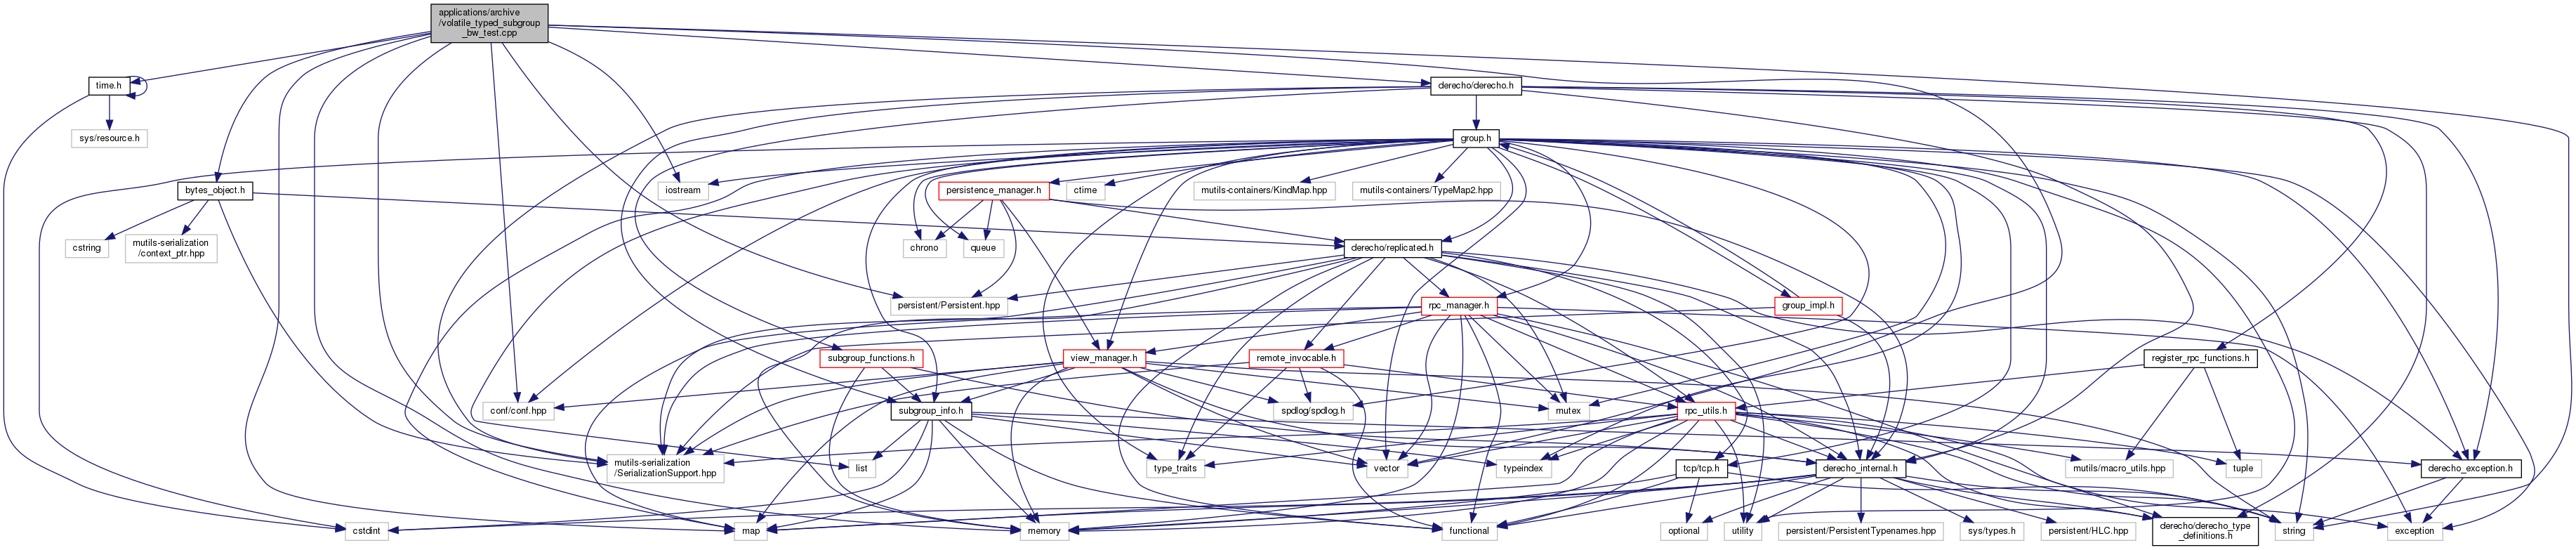 applications/archive
/volatile_typed_subgroup
_bw_test.cpp
time.h
derecho/derecho.h
sys/resource.h
group.h
bytes_object.h
iostream
persistence_manager.h
ctime
mutils-containers/KindMap.hpp
mutils-containers/TypeMap2.hpp
cstring
mutils-serialization
/context_ptr.hpp
chrono
queue
derecho/replicated.h
persistent/Persistent.hpp
rpc_manager.h
group_impl.h
subgroup_functions.h
view_manager.h
remote_invocable.h
register_rpc_functions.h
conf/conf.hpp
subgroup_info.h
spdlog/spdlog.h
mutex
rpc_utils.h
mutils-serialization
/SerializationSupport.hpp
list
type_traits
vector
typeindex
tcp/tcp.h
derecho_internal.h
mutils/macro_utils.hpp
tuple
derecho_exception.h
cstdint
map
memory
functional
optional
utility
persistent/PersistentTypenames.hpp
sys/types.h
persistent/HLC.hpp
derecho/derecho_type
_definitions.h
string
exception